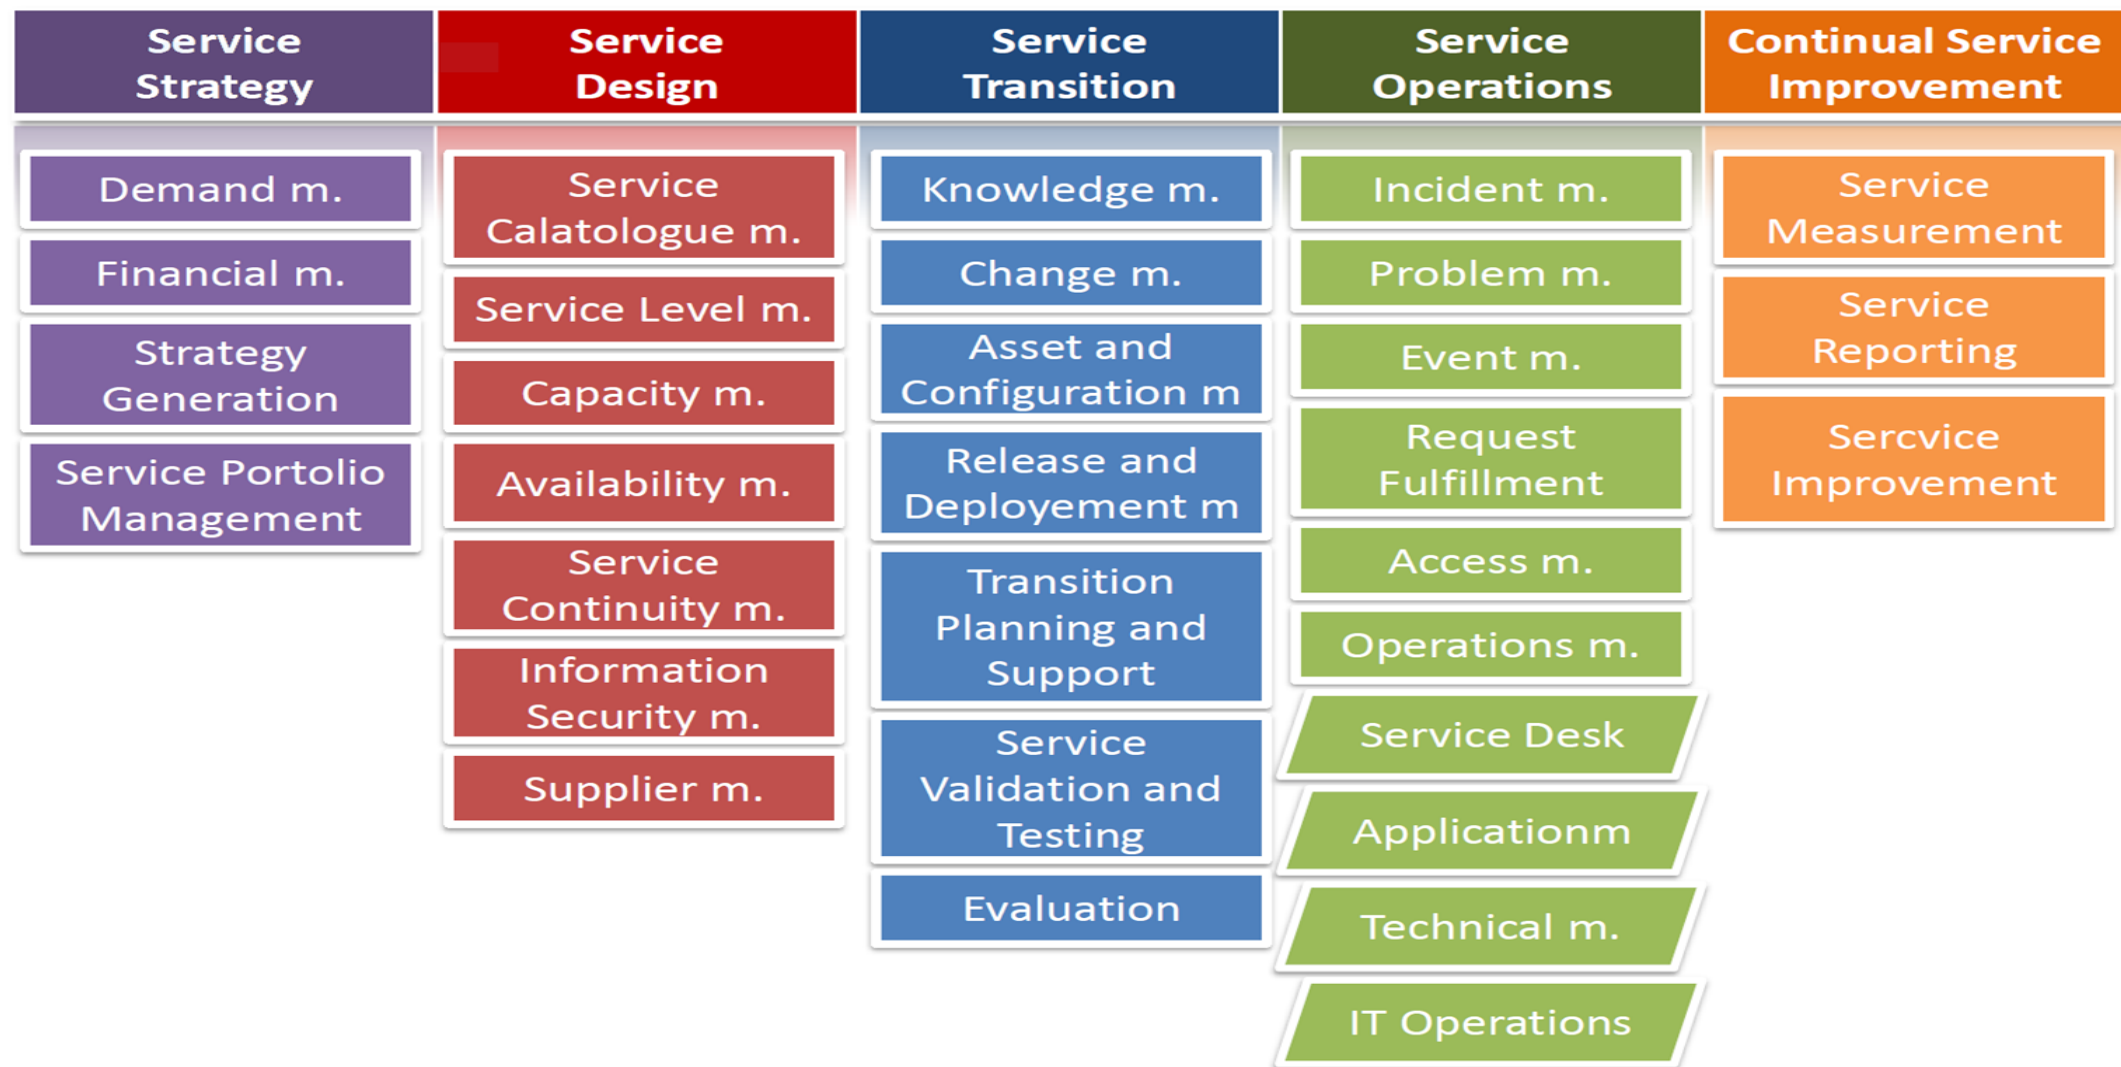 Service
Strategy
Service
Design
Service
Transition
Service
Operations
Continual Service
Improvement
Demand m.
Financial m.
Strategy
Generation
Service Portolio
Management
Service
Calatologue m.
Service Level m.
Capacity m.
Availability m.
Service
Continuity m.
Information
Security m.
Supplier m.
Knowledge m.
Change m.
Asset and
Configuration m
Release and
Deployement m
Transition
Planning and
Support
Service
Validation and
Testing
Evaluation
Incident m.
Problem m.
Event m.
Request
Fulfillment
Access m.
Operations m.
Service Desk
Applicationm
Technical m.
IT Operations
Service
Measurement
Service
Reporting
Sercvice
Improvement